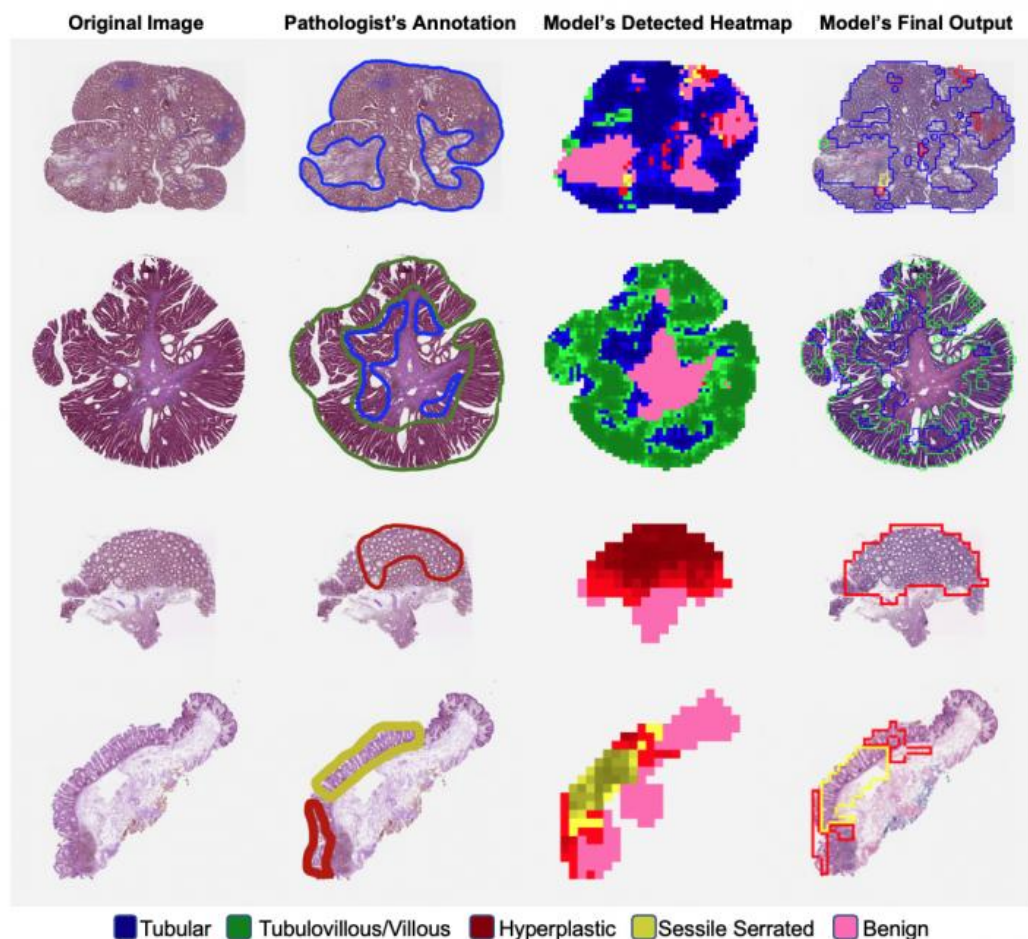 Original Image Pathologist's Annotation Model's Detected Heatmap Model's Final Output
Tubular Tubulovillous/Villous Hyperplastic Sessile Serrated Benign